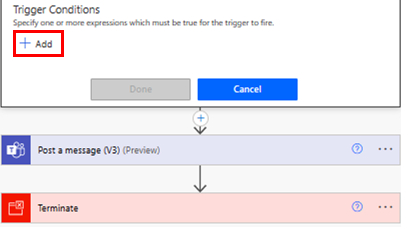 Trigger Conditions
Specify one or more expressions which must be true for the trigger to fire.
+ Add
Done
Cancel
Post a message (V3) (Preview)
Terminate